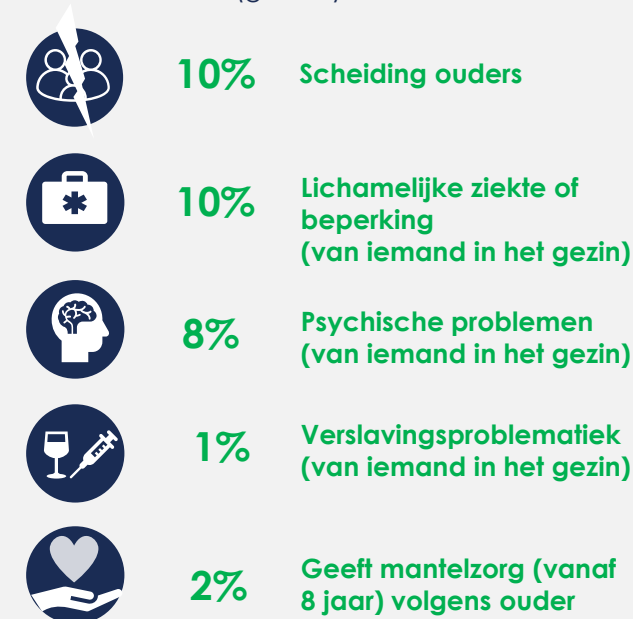 10% Scheiding ouders
10% Lichamelijke ziekte of
beperking
(van iemand in het gezin)
8% Psychische problemen
(van iemand in het gezin)
1% Verslavingsproblematiek
(van iemand in het gezin)
2% Geeft mantelzorg (vanaf
8 jaar) volgens ouder